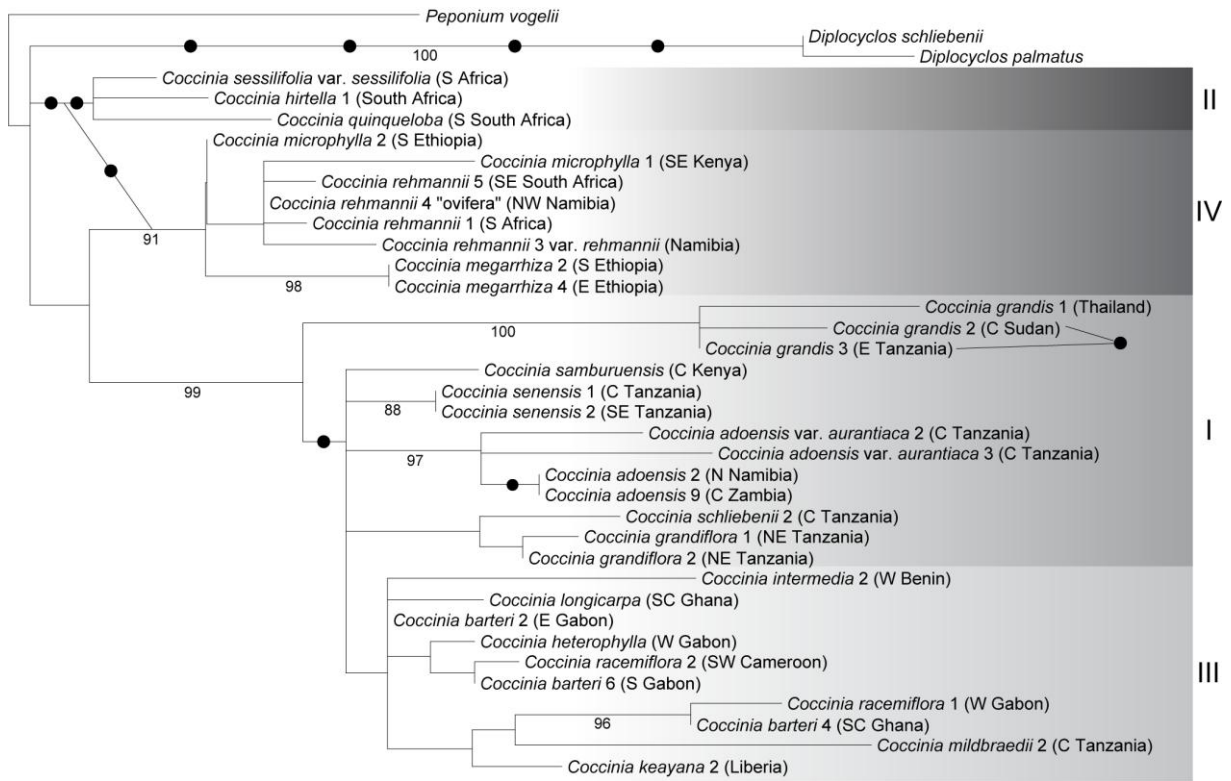 Peponium vogelii
Diplocyclos schliebenii
100
Diplocyclos palmatus
Coccinia sessilifolia var. sessilifolia (S Africa)
Coccinia hirtella 1 (South Africa)
II
Coccinia quinqueloba (S South Africa)
Coccinia microphylla 2 (S Ethiopia)
Coccinia microphylla 1 (SE Kenya)
Coccinia rehmannii 5 (SE South Africa)
Coccinia rehmannii 4 "ovifera" (NW Namibia)
IV
Coccinia rehmannii 1 (S Africa)
91
Coccinia rehmannii 3 var. rehmannii (Namibia)
Coccinia megarrhiza 2 (S Ethiopia)
98
Coccinia megarrhiza 4 (E Ethiopia)
Coccinia grandis 1 (Thailand)
100
Coccinia grandis 2 (C Sudan)
Coccinia grandis 3 (E Tanzania)
Coccinia samburuensis (C Kenya)
99
Coccinia senensis 1 (C Tanzania)
88
Coccinia senensis 2 (SE Tanzania)
I
Coccinia adoensis var. aurantiaca 2 (C Tanzania)
97
Coccinia adoensis var. aurantiaca 3 (C Tanzania)
Coccinia adoensis 2 (N Namibia)
Coccinia adoensis 9 (C Zambia)
Coccinia schliebenii 2 (C Tanzania)
Coccinia grandiflora 1 (NE Tanzania)
Coccinia grandiflora 2 (NE Tanzania)
Coccinia intermedia 2 (W Benin)
Coccinia longicarpa (SC Ghana)
Coccinia barteri 2 (E Gabon)
Coccinia heterophylla (W Gabon)
Coccinia racemiflora 2 (SW Cameroon)
III
Coccinia barteri 6 (S Gabon)
Coccinia racemiflora 1 (W Gabon)
96
Coccinia barteri 4 (SC Ghana)
Coccinia mildbraedii 2 (C Tanzania)
Coccinia keayana 2 (Liberia)